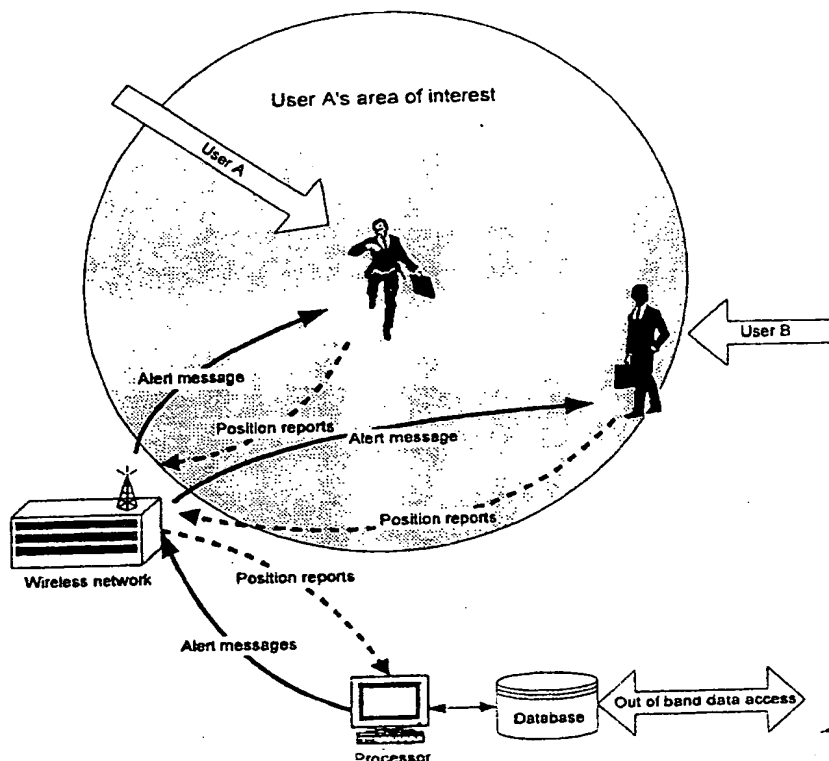 User A's area of interest
User A
User B
Alert message
Position reports
Alert message
Position reports
Wireless network
Position reports
Alert messages
Out of band data access
Database
Processor